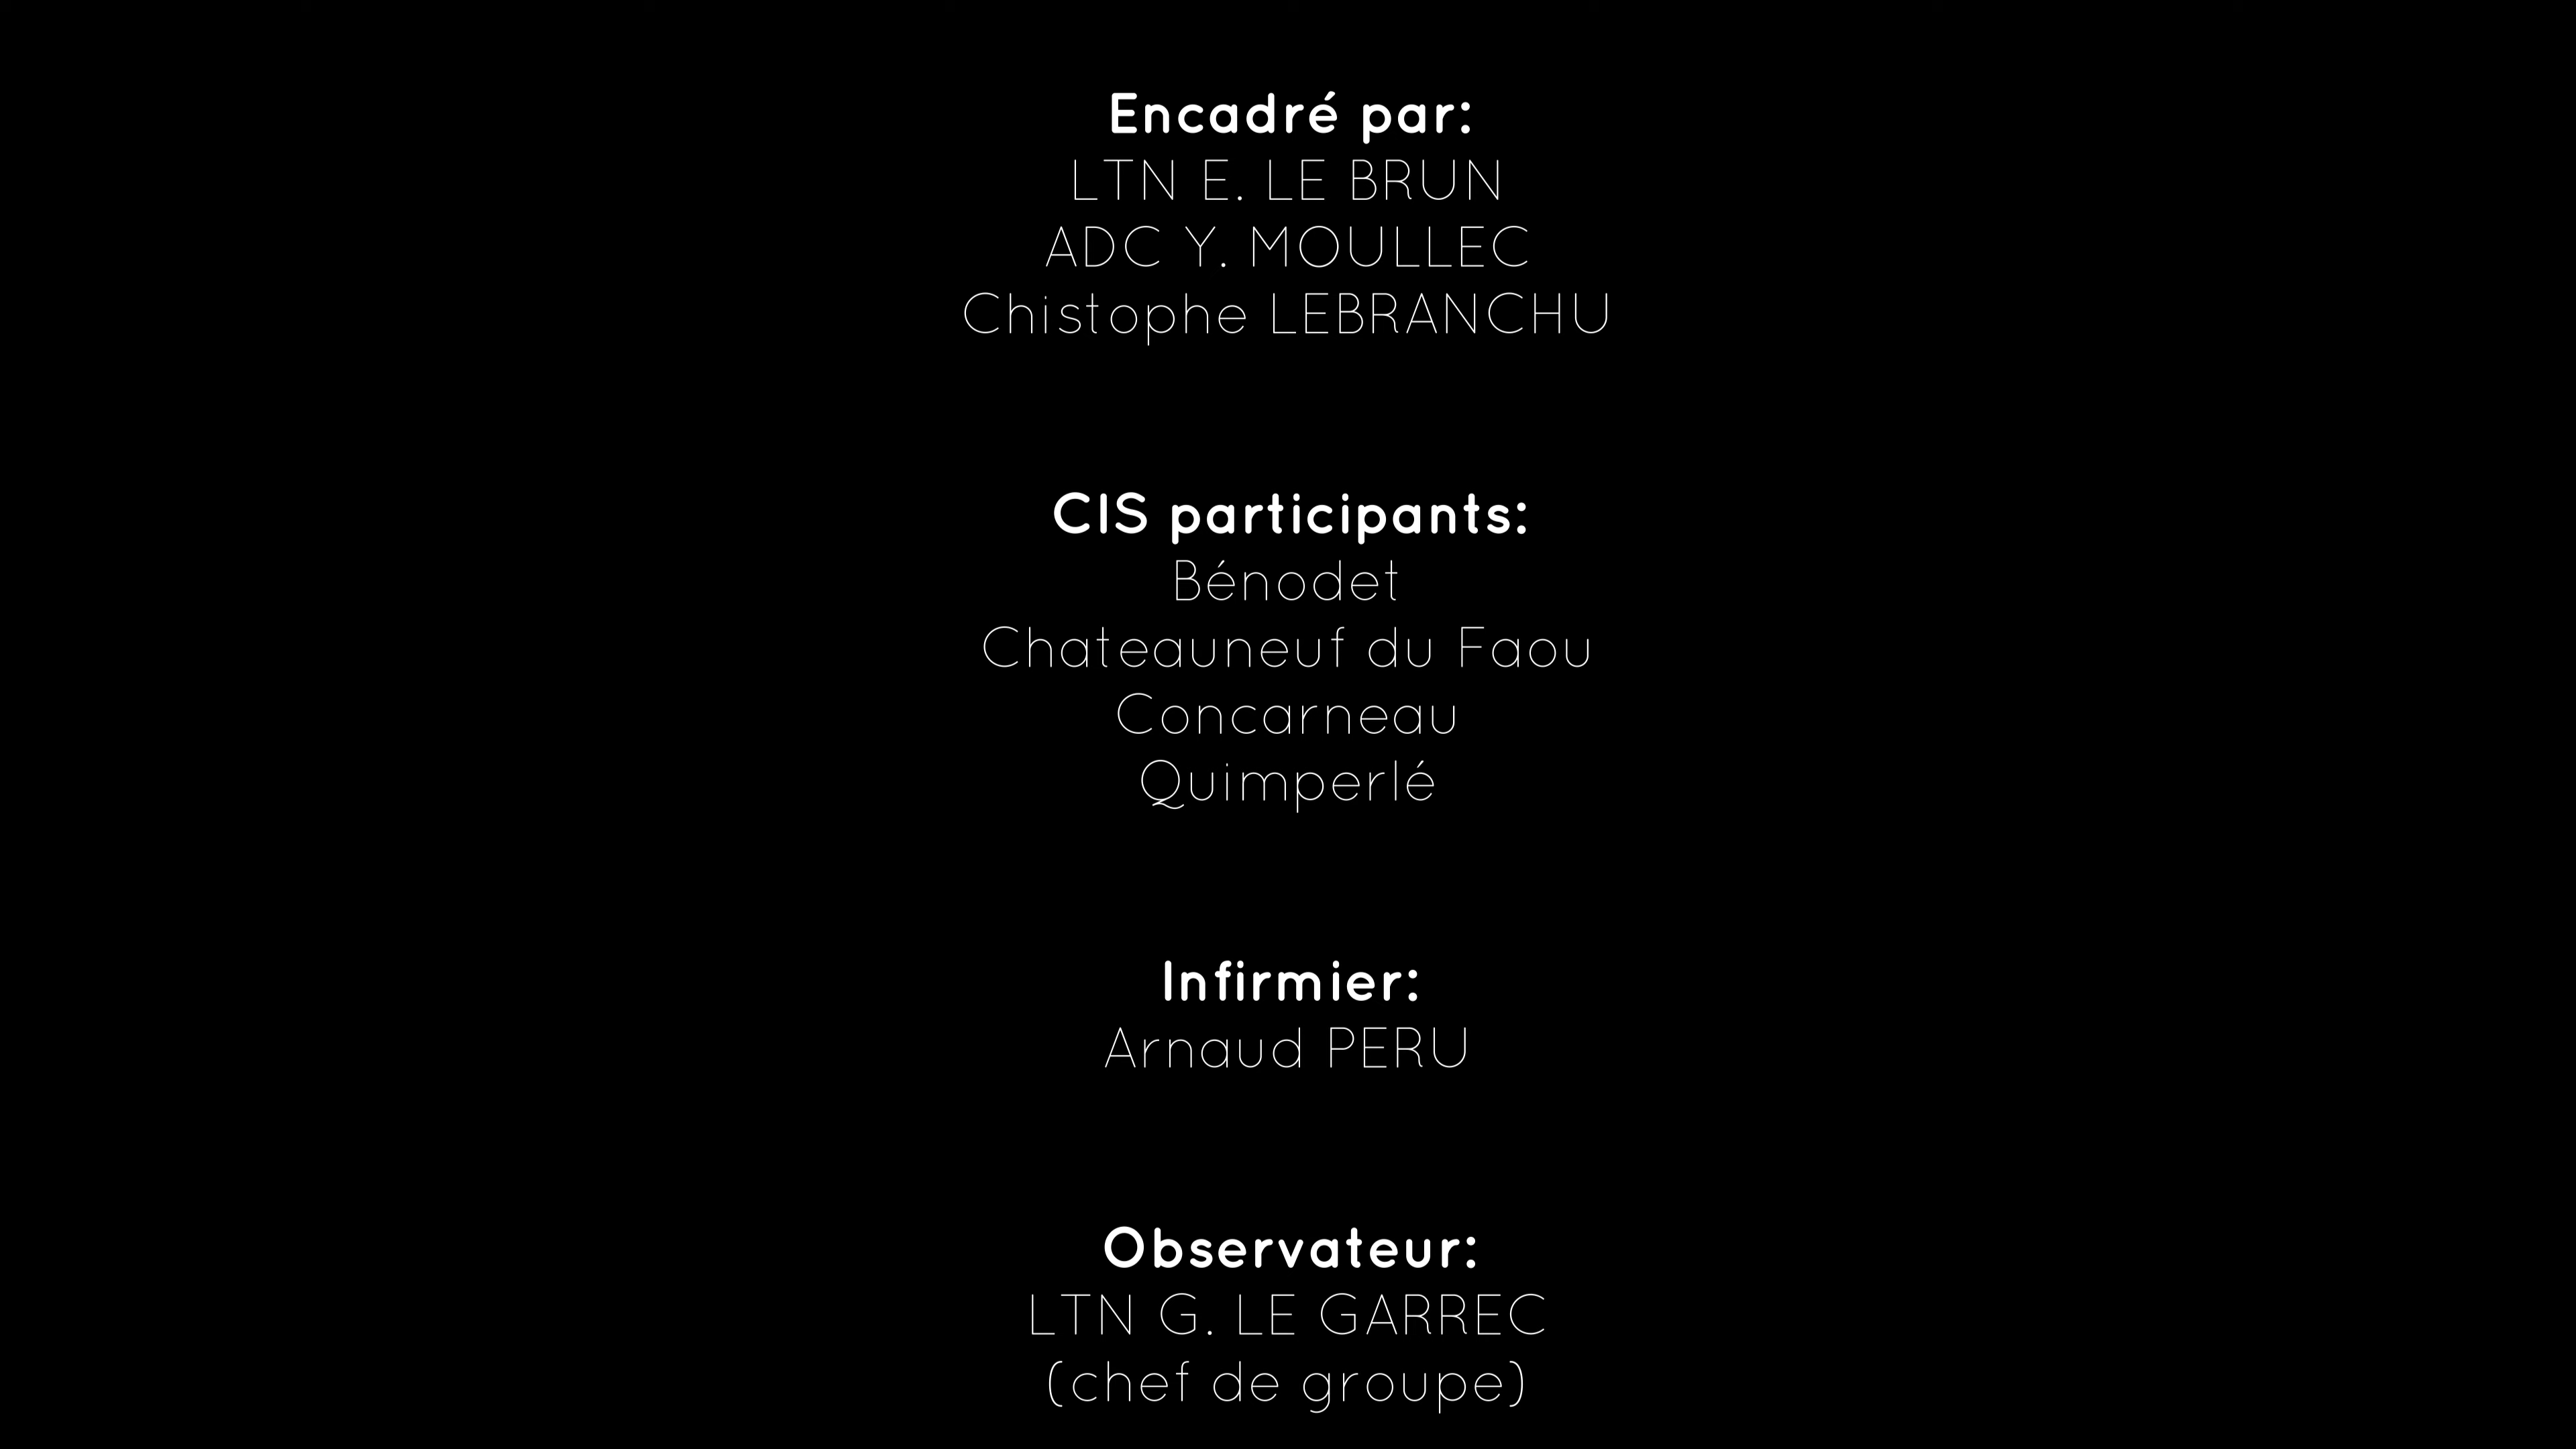 Encadré par:
LTN E. LE BRUN
ADC Y. MOULLEC
Chistophe LEBRANCHU
CIS participants:
Bénodet
Chateauneuf du Faou
Concarneau
Quimperlé
Infirmier:
Arnaud PERU
Observateur:
LTN G. LE GARREC
(chef de groupe)